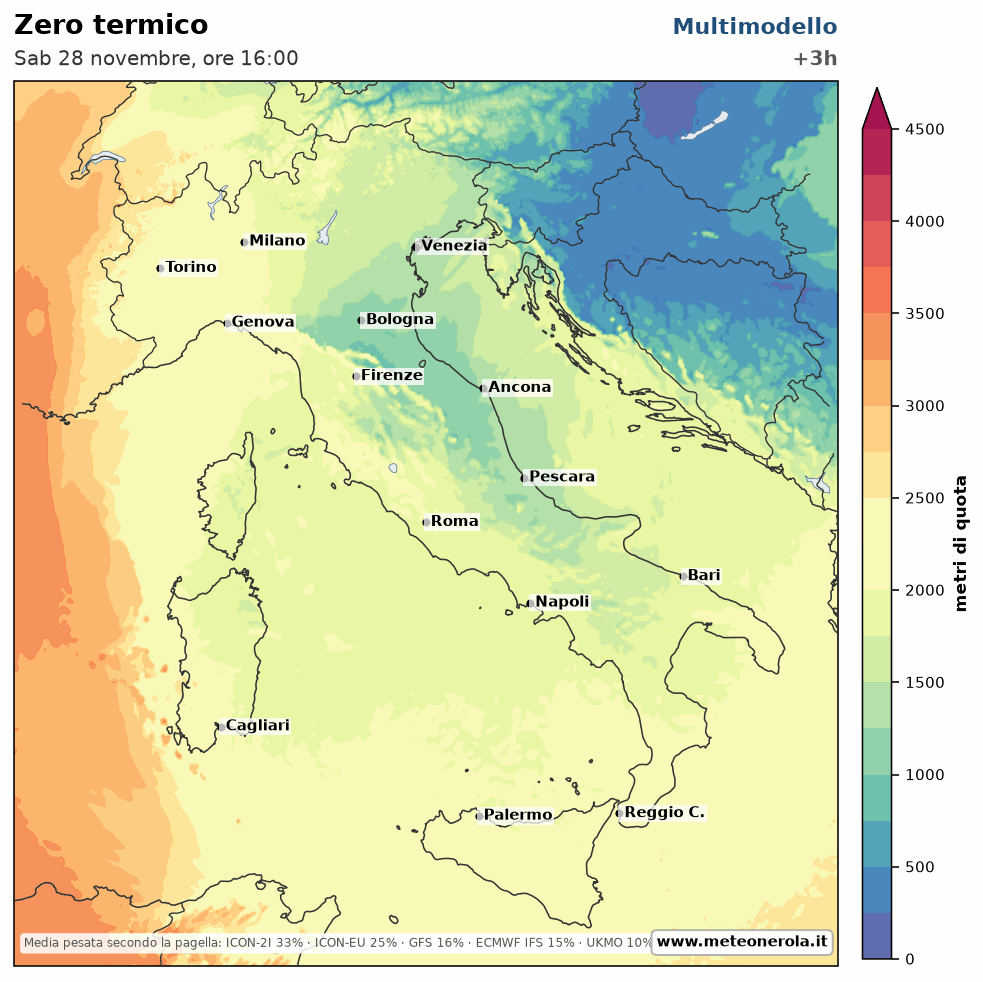 Zero termico
Multimodello
Sab 28 novembre, ore 16:00
+3h
4500
4000
3500
3000
2500
2000
1500
1000
500
0
metri di quota
Milano
Venezia
Torino
Genova
Bologna
Firenze
Ancona
Pescara
Roma
Bari
Napoli
Cagliari
Palermo
Reggio C.
Media pesata secondo la pagella: ICON-2I 33% · ICON-EU 25% · GFS 16% · ECMWF IFS 15% · UKMO 10%
www.meteonerola.it